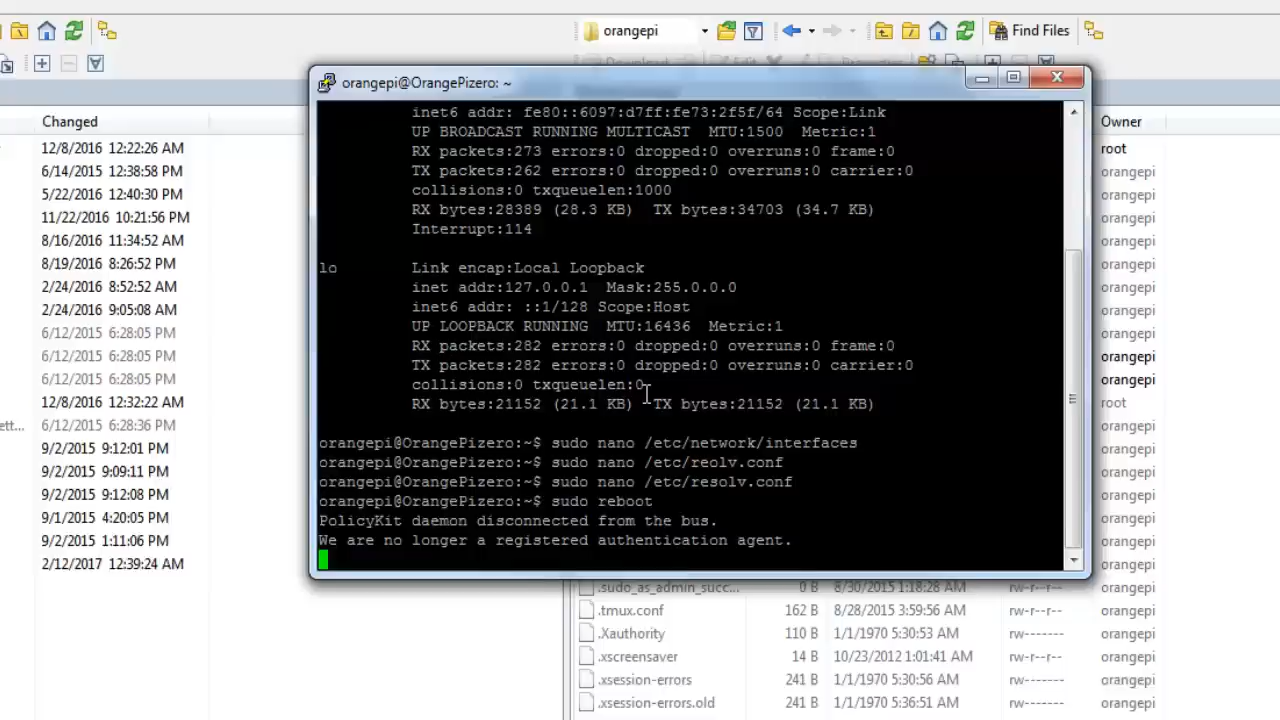 orangepi
Find Files
Changed
12/8/2016 12:22:26 AM
6/14/2015 12:38:58 PM
5/22/2016 12:40:30 PM
11/22/2016 10:21:56 PM
8/16/2016 11:34:52 AM
8/19/2016 8:26:52 PM
2/24/2016 8:52:52 AM
2/24/2016 9:05:08 AM
6/12/2015 6:28:05 PM
6/12/2015 6:28:05 PM
6/12/2015 6:28:05 PM
12/8/2016 12:32:22 AM
ett... 6/12/2015 6:28:36 PM
9/2/2015 9:12:01 PM
9/2/2015 9:09:11 PM
9/2/2015 9:12:08 PM
9/1/2015 4:20:05 PM
9/2/2015 1:11:06 PM
2/12/2017 12:39:24 AM
orangepi@OrangePizero: ~
inet6 addr: fe80::6097:d7ff:fe73:2f5f/64 Scope:Link
UP BROADCAST RUNNING MULTICAST MTU:1500 Metric:1
RX packets:273 errors:0 dropped:0 overruns:0 frame:0
TX packets:262 errors:0 dropped:0 overruns:0 carrier:0
collisions:0 txqueuelen:1000
RX bytes:28389 (28.3 KB) TX bytes:34703 (34.7 KB)
Interrupt:114
lo Link encap:Local Loopback
inet addr:127.0.0.1 Mask:255.0.0.0
inet6 addr: ::1/128 Scope:Host
UP LOOPBACK RUNNING MTU:16436 Metric:1
RX packets:282 errors:0 dropped:0 overruns:0 frame:0
TX packets:282 errors:0 dropped:0 overruns:0 carrier:0
collisions:0 txqueuelen:0
RX bytes:21152 (21.1 KB) TX bytes:21152 (21.1 KB)
orangepi@OrangePizero:~$ sudo nano /etc/network/interfaces
orangepi@OrangePizero:~$ sudo nano /etc/reolv.conf
orangepi@OrangePizero:~$ sudo nano /etc/resolv.conf
orangepi@OrangePizero:~$ sudo reboot
PolicyKit daemon disconnected from the bus.
We are no longer a registered authentication agent.
Owner
root
orangepi
orangepi
orangepi
orangepi
orangepi
orangepi
orangepi
orangepi
orangepi
orangepi
root
orangepi
orangepi
orangepi
orangepi
orangepi
orangepi
orangepi
.sudo_as_admin_succ... 0 B 8/30/2015 1:18:28 AM rw-r--r-- orangepi
.tmux.conf 162 B 8/28/2015 3:59:56 AM rw-r--r-- orangepi
.Xauthority 110 B 1/1/1970 5:30:53 AM rw------- orangepi
.xscreensaver 14 B 10/23/2012 1:01:41 AM rw-r--r-- orangepi
.xsession-errors 241 B 1/1/1970 5:30:56 AM rw------- orangepi
.xsession-errors.old 241 B 1/1/1970 5:36:51 AM rw------- orangepi